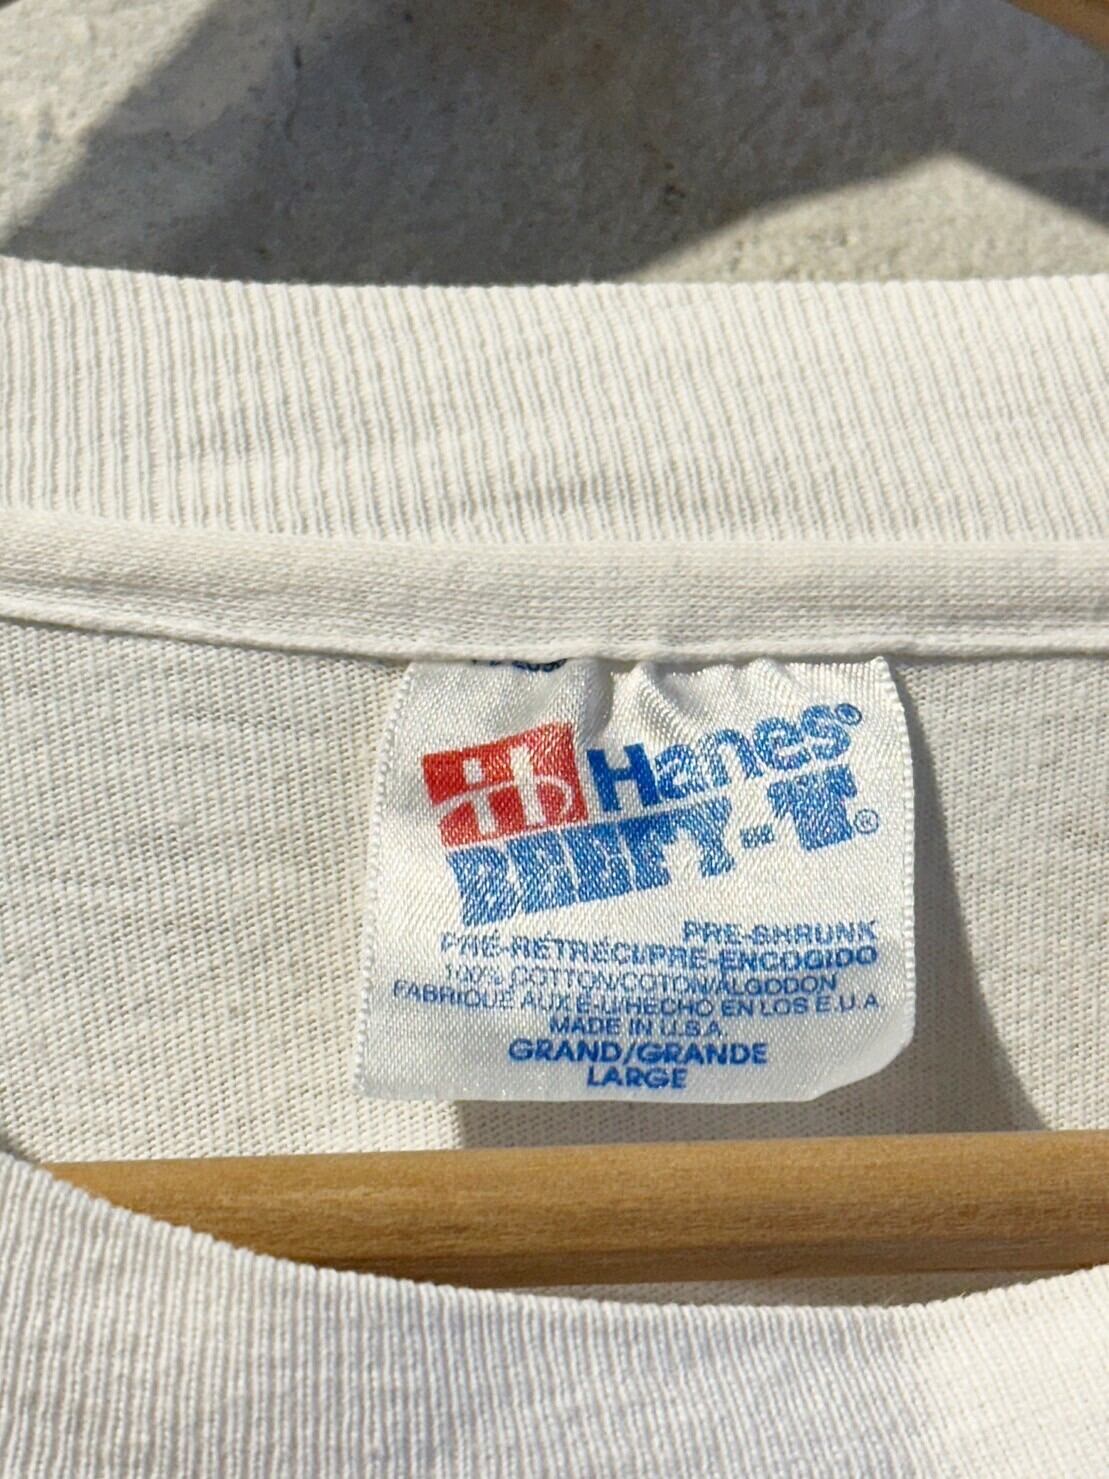 Hanes®
BEEFY-T®
PRE-SHRUNK
PRÉ-RÉTRÉCI/PRE-ENCOGIDO
100% COTTON/COTON/ALGODON
FABRIQUÉ AUX É-U/HECHO EN LOS E.U.A.
MADE IN U.S.A.
GRAND/GRANDE
LARGE